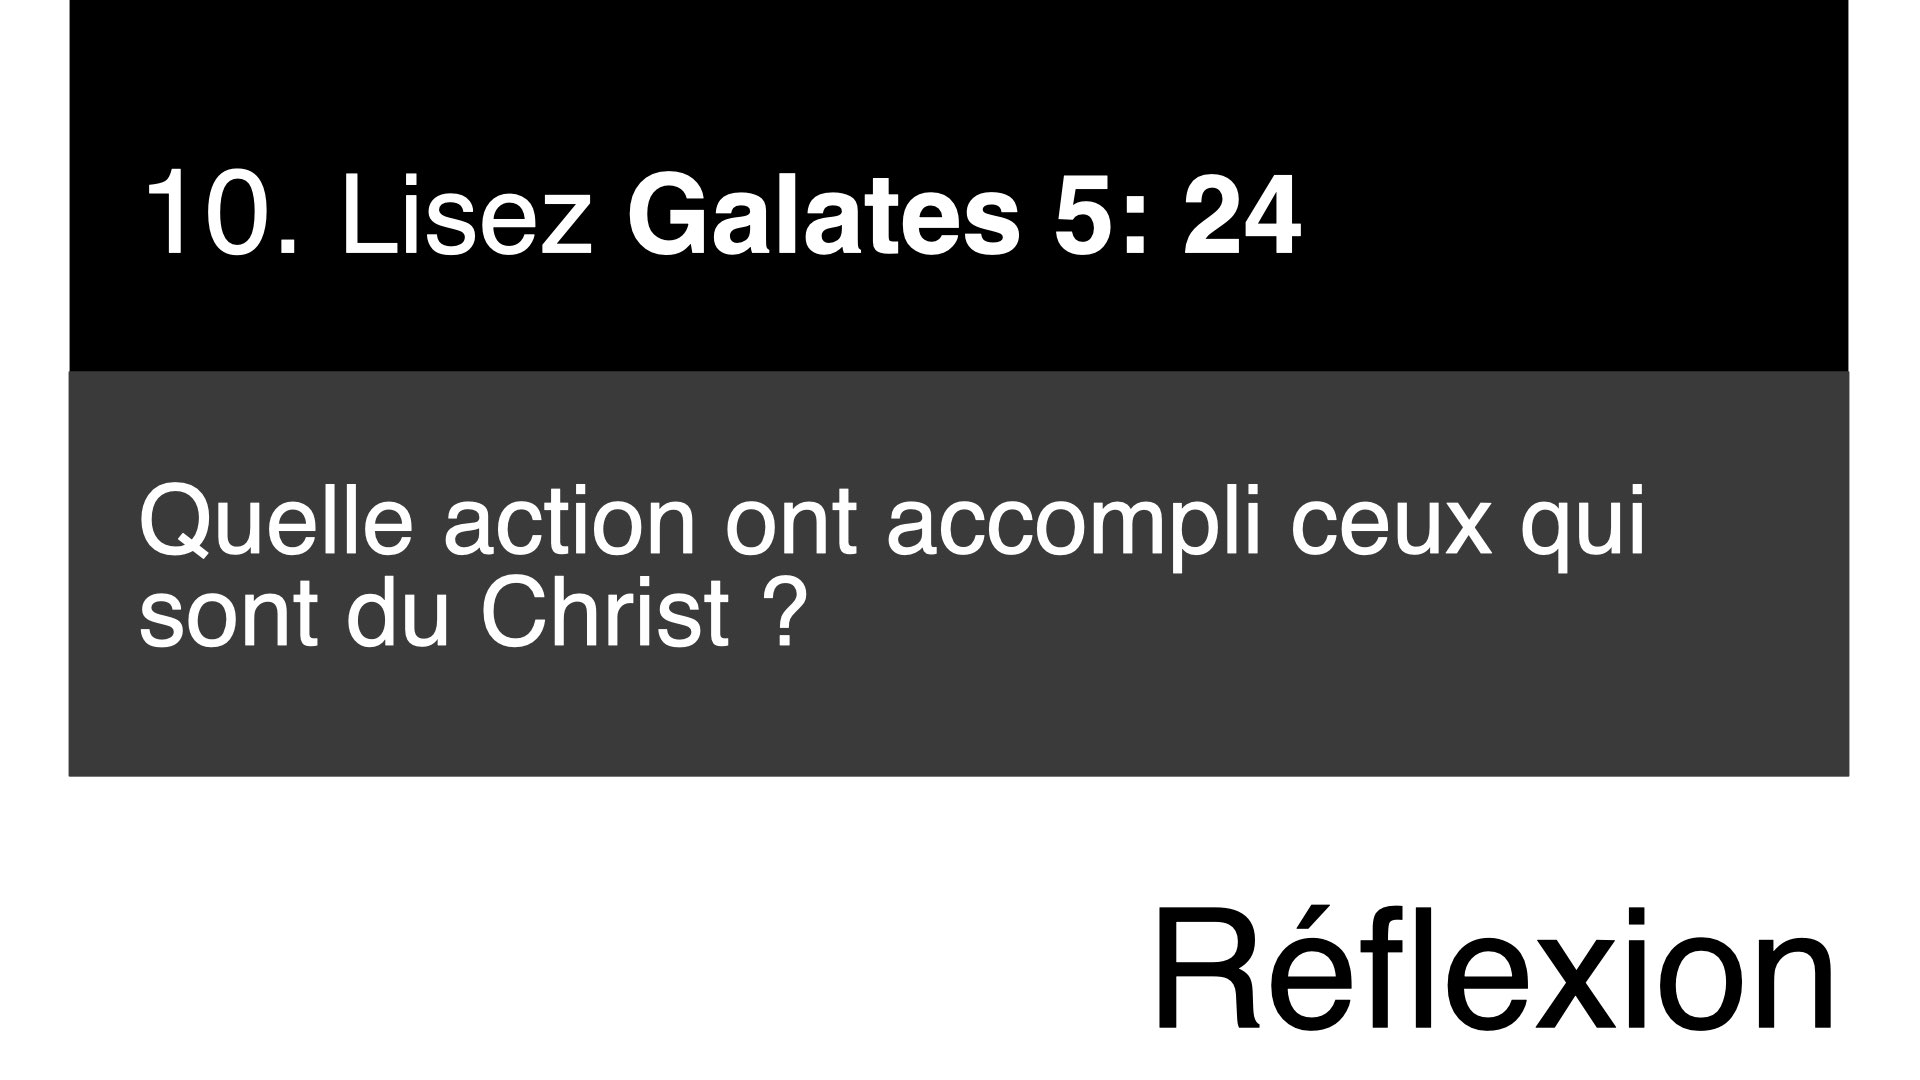 10. Lisez Galates 5: 24
Quelle action ont accompli ceux qui
sont du Christ ?
Réflexion